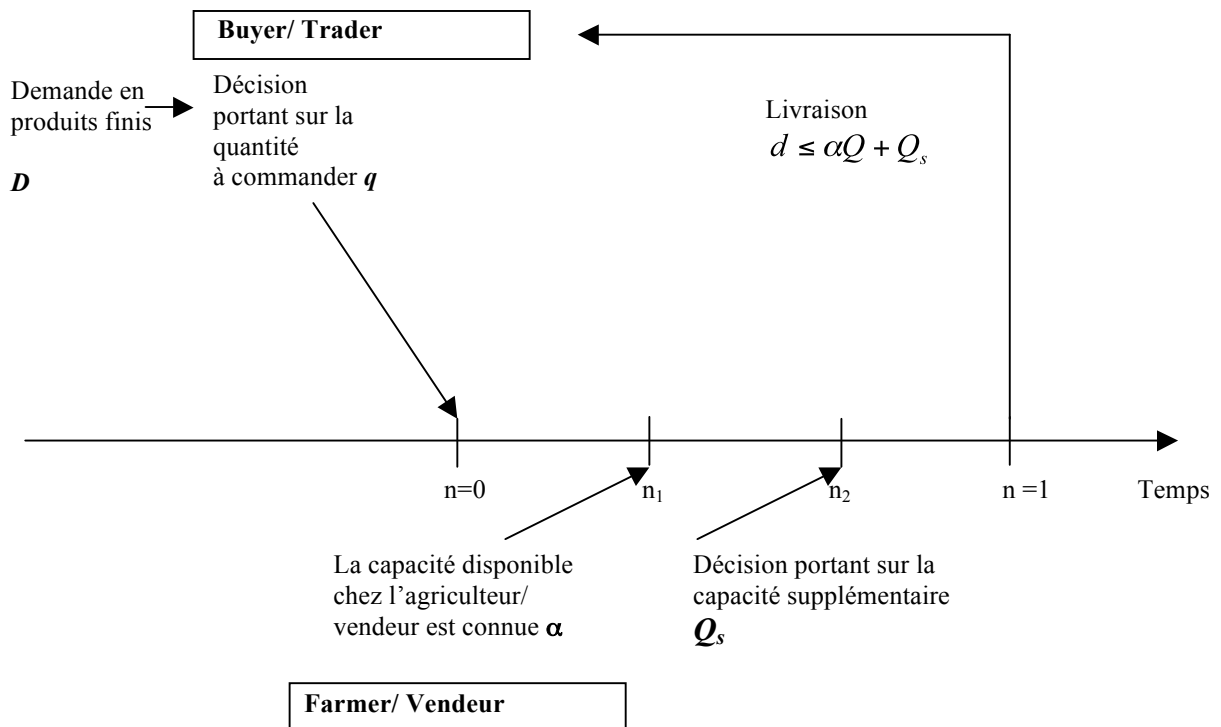 Buyer/ Trader
Demande en
produits finis
D
Décision
portant sur la
quantité
à commander q
Livraison
d ≤ αQ + Qs
n=0
n1
n2
n =1
Temps
La capacité disponible
chez l’agriculteur/
vendeur est connue α
Décision portant sur la
capacité supplémentaire
Qs
Farmer/ Vendeur